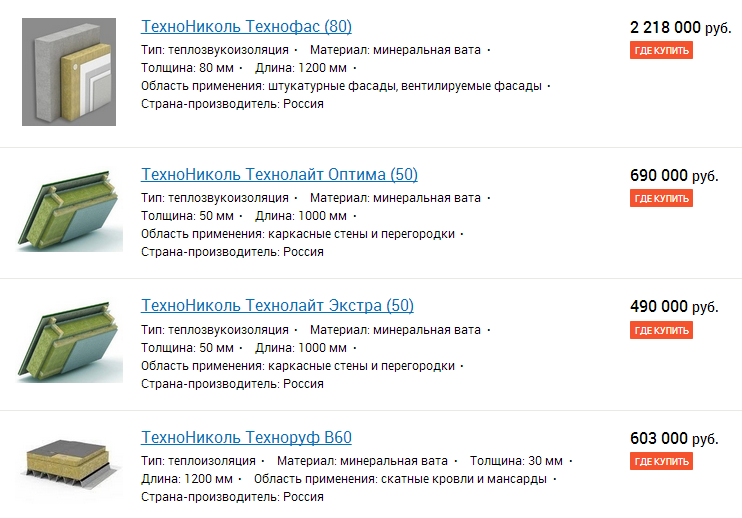 ТехноНиколь Технофас (80)
2 218 000 руб.
Тип: теплозвукоизоляция · Материал: минеральная вата ·
ГДЕ КУПИТЬ
Толщина: 80 мм · Длина: 1200 мм ·
Область применения: штукатурные фасады, вентилируемые фасады ·
Страна-производитель: Россия
ТехноНиколь Технолайт Оптима (50)
690 000 руб.
Тип: теплозвукоизоляция · Материал: минеральная вата ·
ГДЕ КУПИТЬ
Толщина: 50 мм · Длина: 1000 мм ·
Область применения: каркасные стены и перегородки ·
Страна-производитель: Россия
ТехноНиколь Технолайт Экстра (50)
490 000 руб.
Тип: теплозвукоизоляция · Материал: минеральная вата ·
ГДЕ КУПИТЬ
Толщина: 50 мм · Длина: 1000 мм ·
Область применения: каркасные стены и перегородки ·
Страна-производитель: Россия
ТехноНиколь Техноруф В60
603 000 руб.
Тип: теплоизоляция · Материал: минеральная вата · Толщина: 30 мм ·
ГДЕ КУПИТЬ
Длина: 1200 мм · Область применения: скатные кровли и мансарды ·
Страна-производитель: Россия